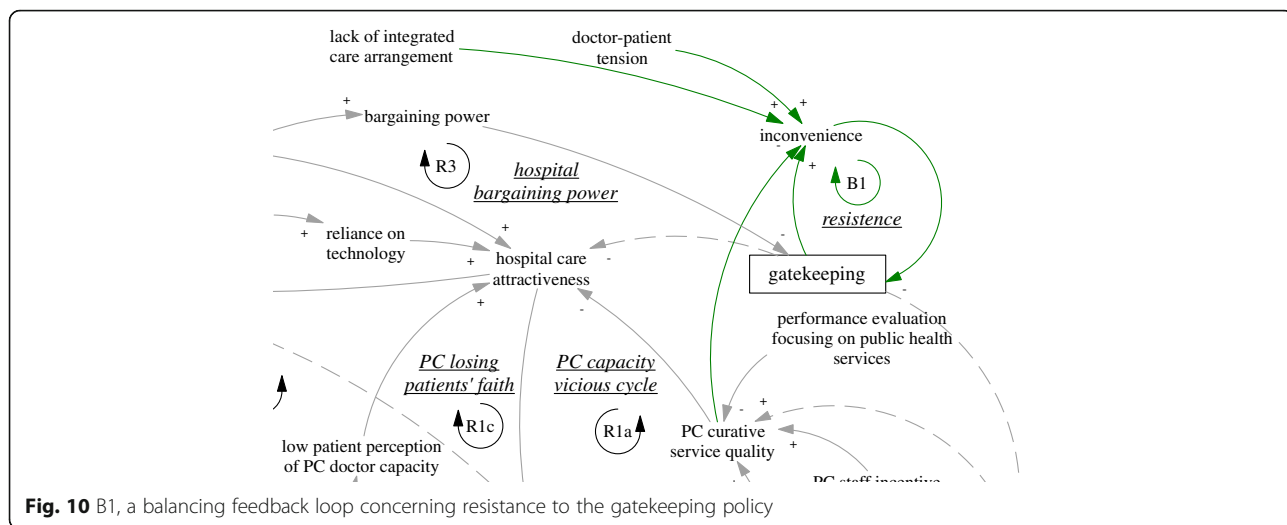 lack of integrated
care arrangement
doctor-patient
tension
+
+
+
bargaining power
inconvenience
-
+
R3
hospital
bargaining power
B1
resistence
+
reliance on
technology
+
+
hospital care
attractiveness
-
-
gatekeeping
-
+
-
performance evaluation
focusing on public health
services
PC losing
patients' faith
PC capacity
vicious cycle
R1c
R1a
-
+
PC curative
service quality
+
low patient perception
of PC doctor capacity
PC staff incentive
Fig. 10 B1, a balancing feedback loop concerning resistance to the gatekeeping policy